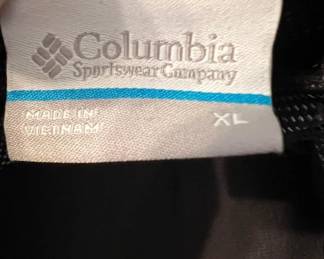 Columbia
Sportswear Company
MADE IN
VIETNAM
XL